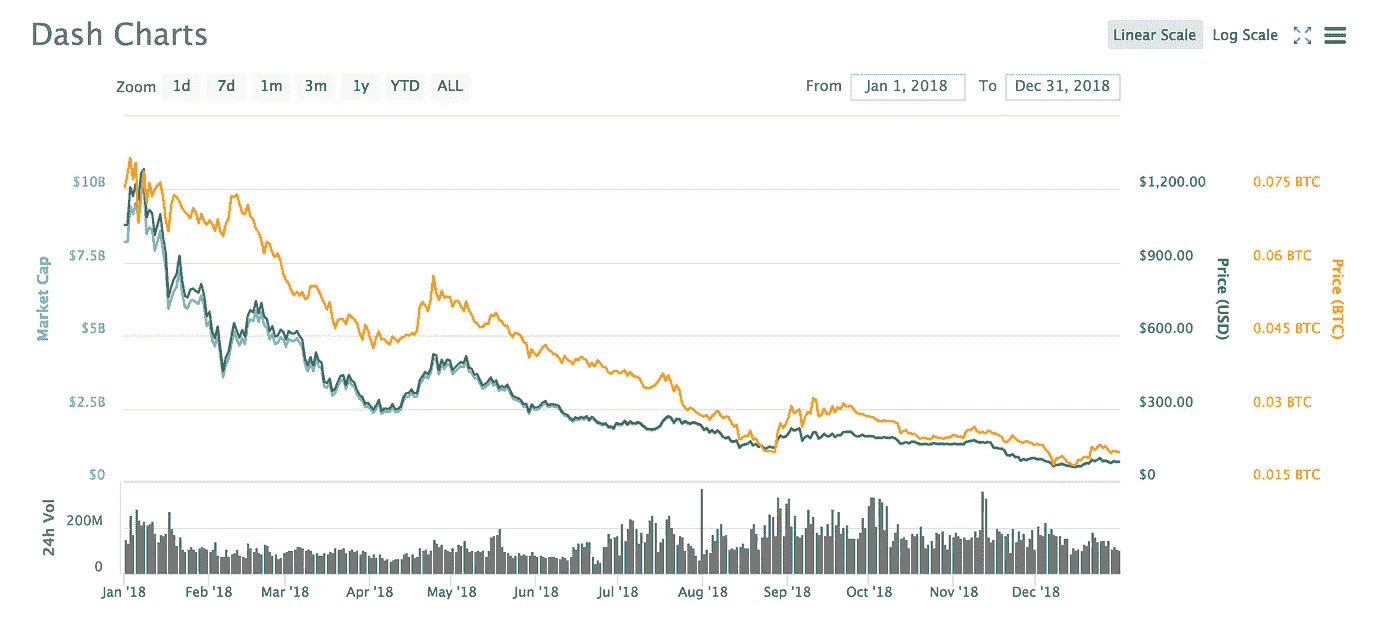 Dash Charts
Linear Scale Log Scale
Zoom 1d 7d 1m 3m 1y YTD ALL
From Jan 1, 2018 To Dec 31, 2018
$10B $1,200.00 0.075 BTC
$7.5B $900.00 0.06 BTC
Market Cap Price (USD) Price (BTC)
$5B $600.00 0.045 BTC
$2.5B $300.00 0.03 BTC
$0 $0 0.015 BTC
24h Vol
200M
0
Jan '18 Feb '18 Mar '18 Apr '18 May '18 Jun '18 Jul '18 Aug '18 Sep '18 Oct '18 Nov '18 Dec '18